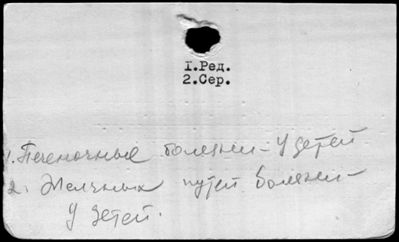 1.Ред.
2.Сер.
1. Печеночные болезни - у детей
2. Желчных путей болезни -
у детей.